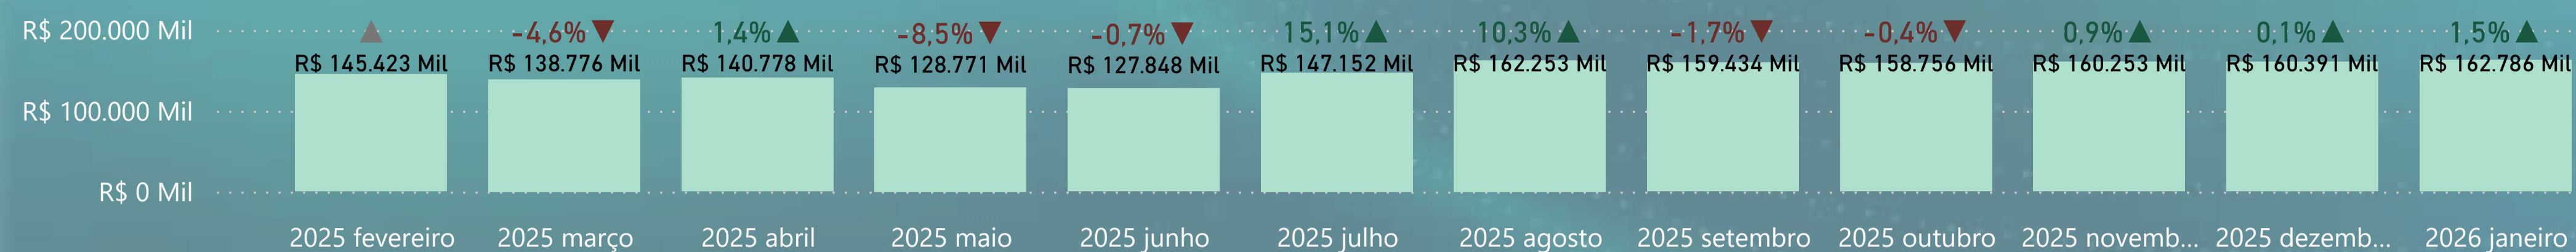 R$ 200.000 Mil
R$ 100.000 Mil
R$ 0 Mil
▲ -4,6% ▼ 1,4% ▲ -8,5% ▼ -0,7% ▼ 15,1% ▲ 10,3% ▲ -1,7% ▼ -0,4% ▼ 0,9% ▲ 0,1% ▲ 1,5% ▲
R$ 145.423 Mil R$ 138.776 Mil R$ 140.778 Mil R$ 128.771 Mil R$ 127.848 Mil R$ 147.152 Mil R$ 162.253 Mil R$ 159.434 Mil R$ 158.756 Mil R$ 160.253 Mil R$ 160.391 Mil R$ 162.786 Mil
2025 fevereiro 2025 março 2025 abril 2025 maio 2025 junho 2025 julho 2025 agosto 2025 setembro 2025 outubro 2025 novemb... 2025 dezemb... 2026 janeiro